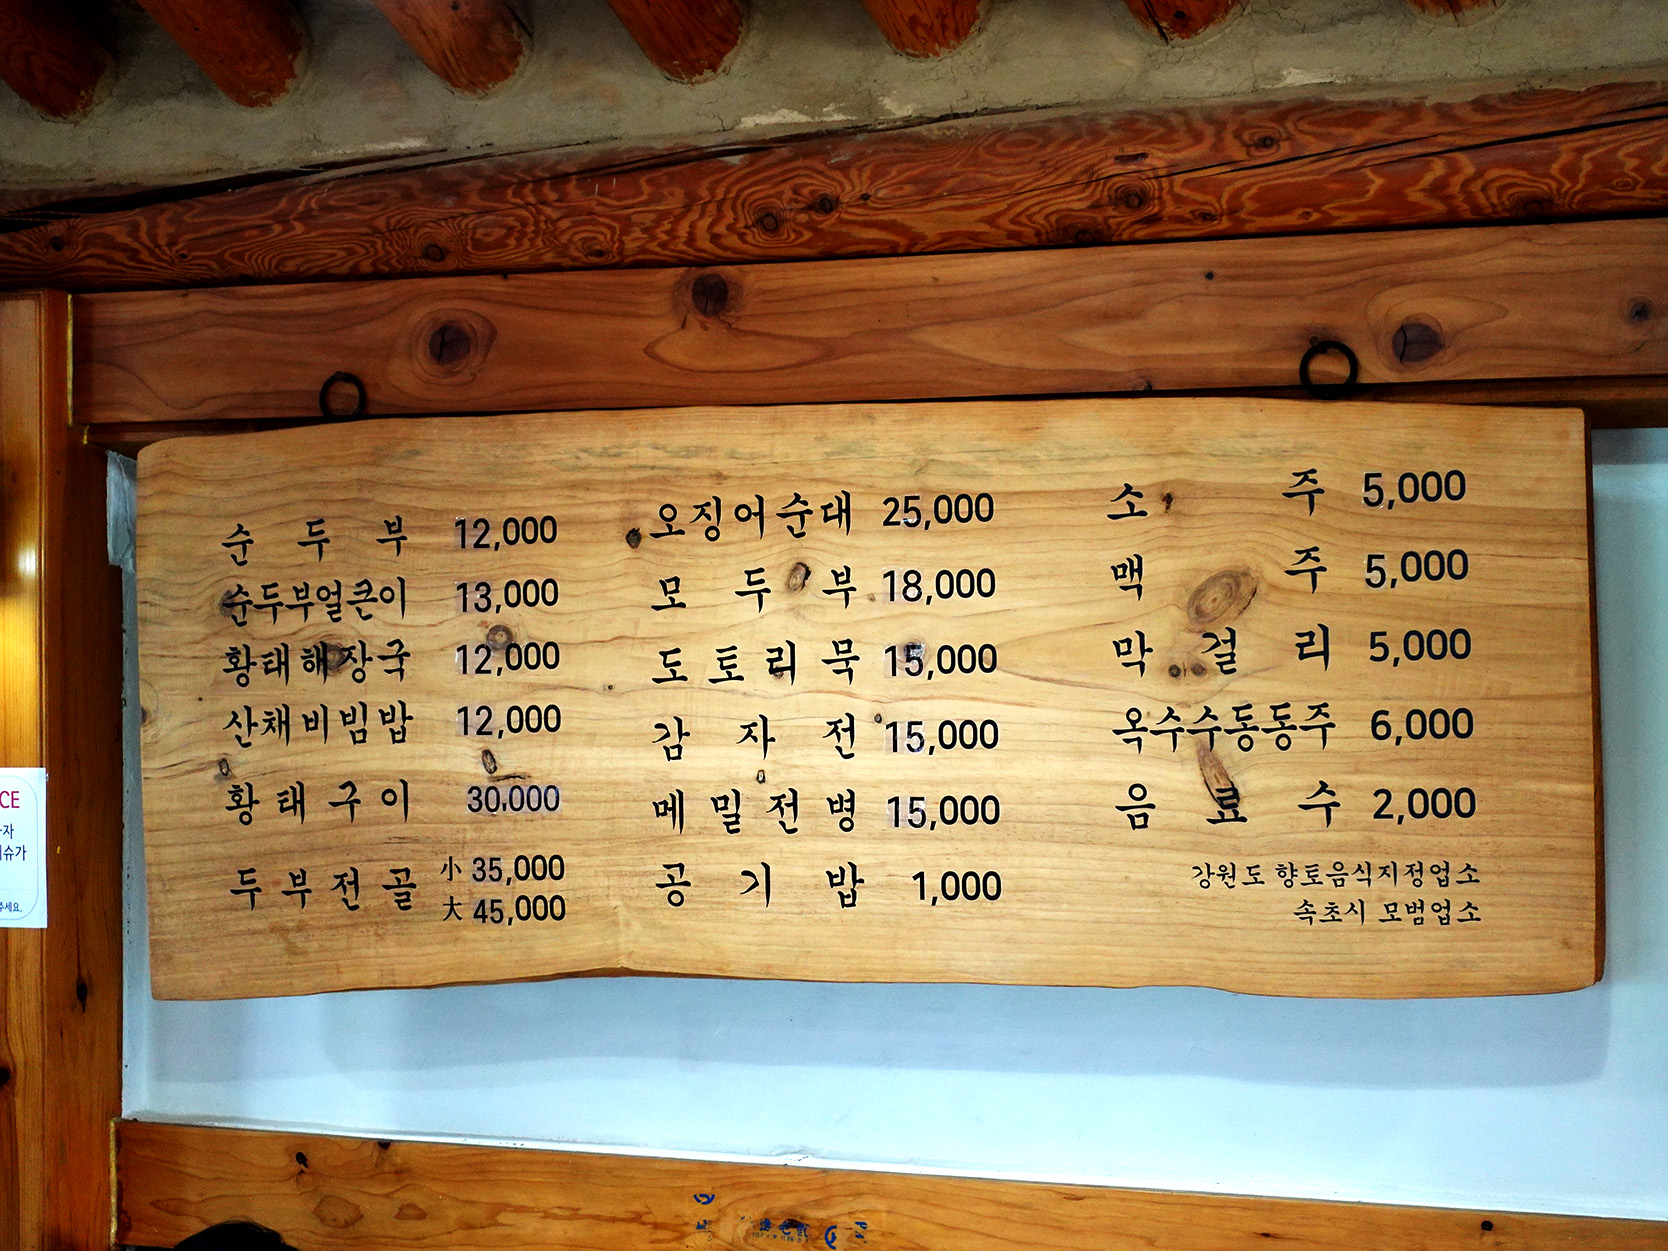 순두부 12,000
순두부얼큰이 13,000
황태해장국 12,000
산채비빔밥 12,000
황태구이 30,000
두부전골 小 35,000
大 45,000
오징어순대 25,000
모두부 18,000
도토리묵 15,000
감자전 15,000
메밀전병 15,000
공기밥 1,000
소주 5,000
맥주 5,000
막걸리 5,000
옥수수동동주 6,000
음료수 2,000
강원도 향토음식지정업소
속초시 모범업소
CE